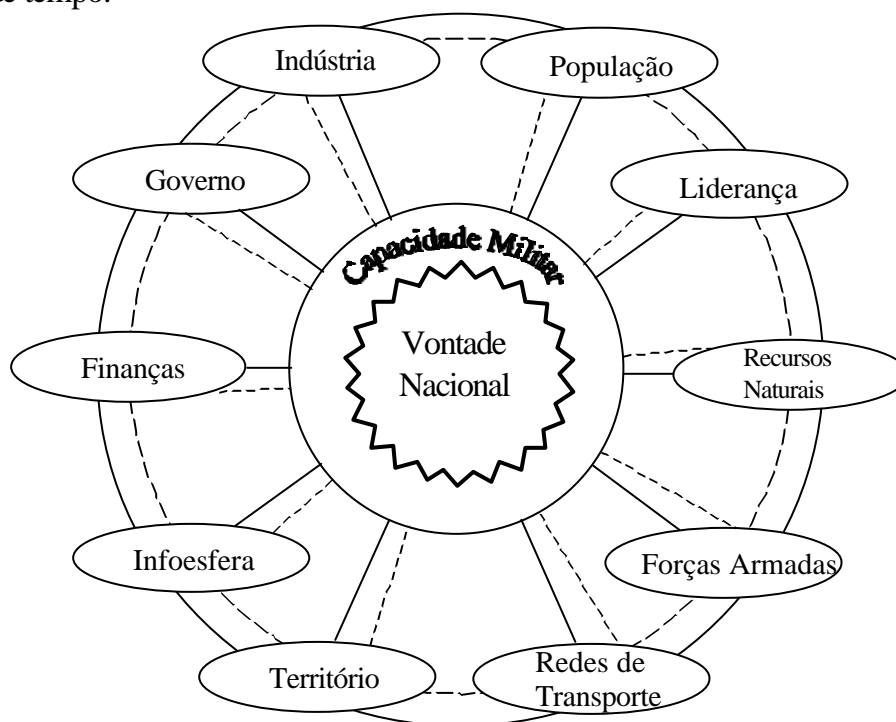 tempo.
Indústria
População
Governo
Liderança
Capacidade Militar
Vontade
Nacional
Finanças
Recursos
Naturais
Infoesfera
Forças Armadas
Território
Redes de
Transporte